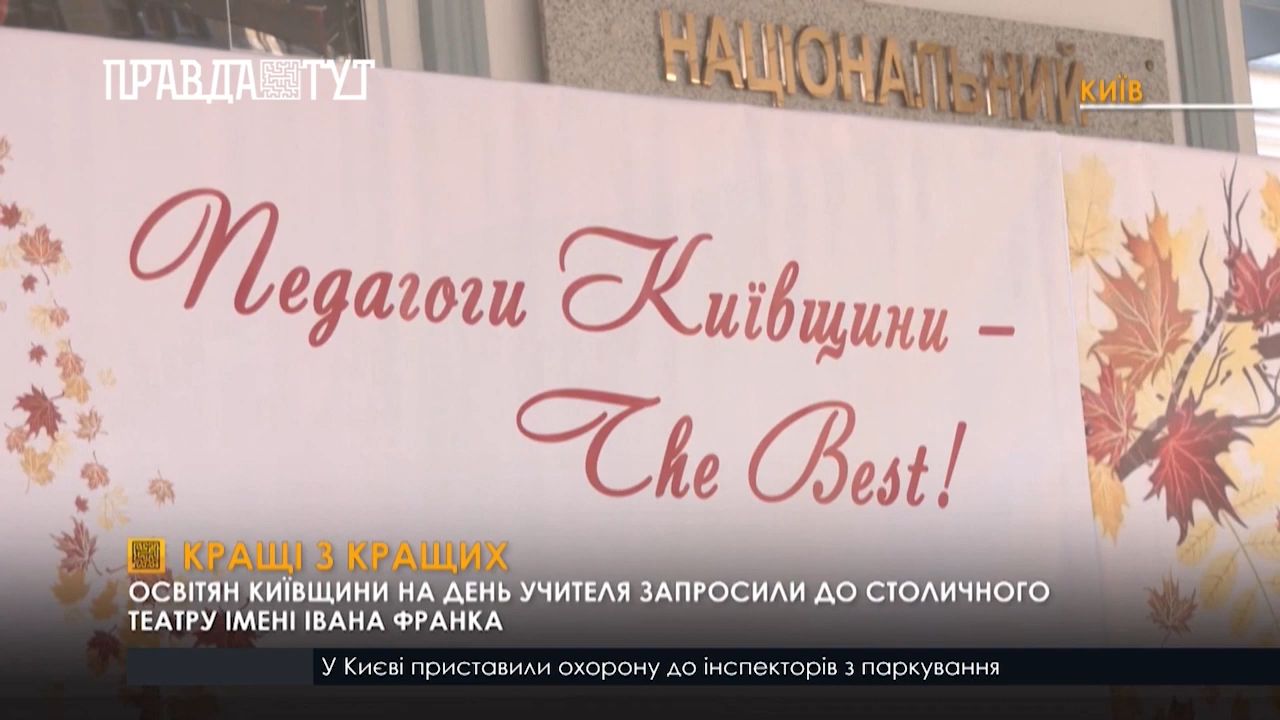 НАЦІОНАЛЬНИЙ
ПРАВДА ТУТ
КИЇВ
Педагоги Київщини –
The Best!
КРАЩІ З КРАЩИХ
ОСВІТЯН КИЇВЩИНИ НА ДЕНЬ УЧИТЕЛЯ ЗАПРОСИЛИ ДО СТОЛИЧНОГО
ТЕАТРУ ІМЕНІ ІВАНА ФРАНКА
У Києві приставили охорону до інспекторів з паркування